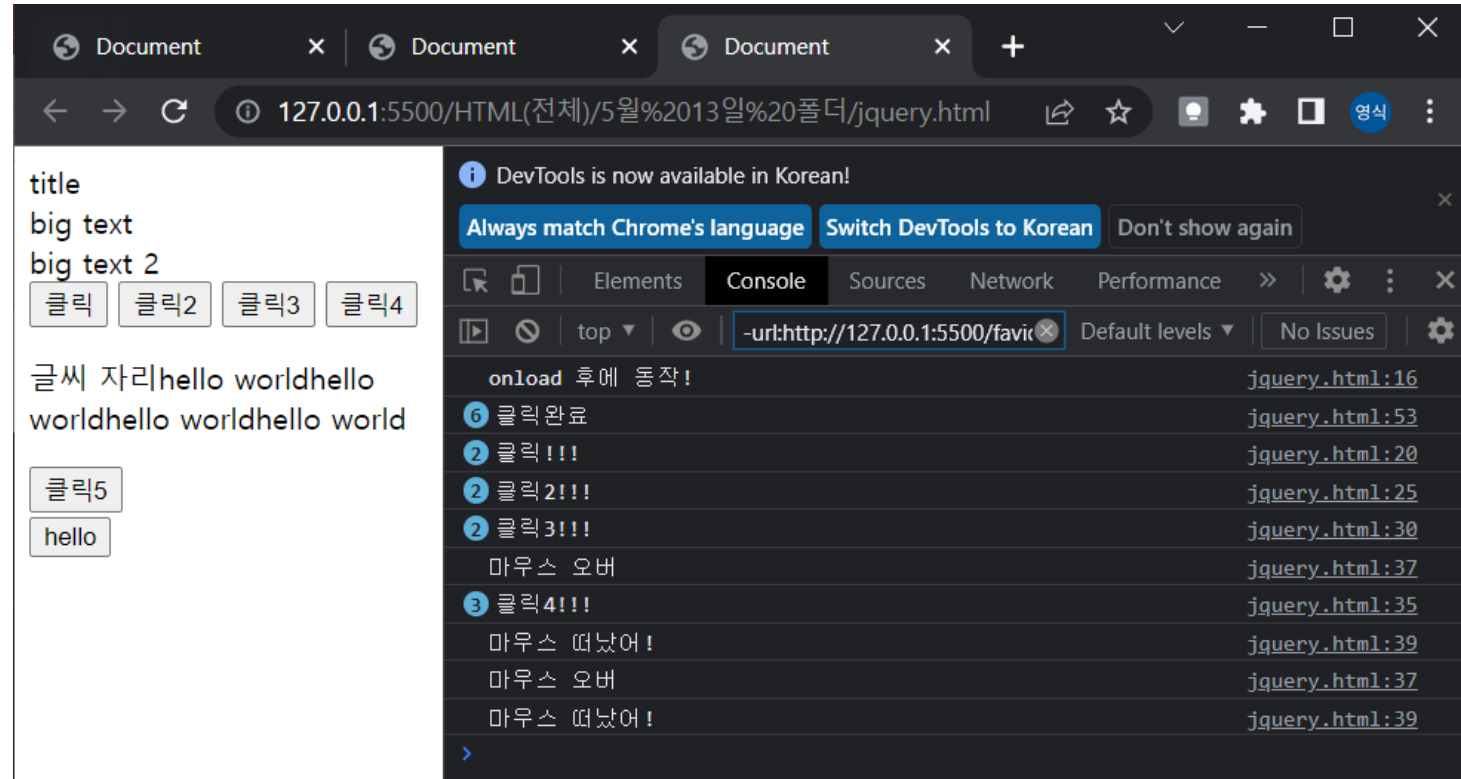 Document Document Document
127.0.0.1:5500/HTML(전체)/5월%2013일%20폴더/jquery.html 영식
title
big text
big text 2
클릭 클릭2 클릭3 클릭4
글씨 자리hello worldhello
worldhello worldhello world
클릭5
hello
DevTools is now available in Korean!
Always match Chrome's language Switch DevTools to Korean Don't show again
Elements Console Sources Network Performance
top -url:http://127.0.0.1:5500/favic Default levels No Issues
onload 후에 동작! jquery.html:16
6 클릭완료 jquery.html:53
2 클릭!!! jquery.html:20
2 클릭2!!! jquery.html:25
2 클릭3!!! jquery.html:30
마우스 오버 jquery.html:37
3 클릭4!!! jquery.html:35
마우스 떠났어! jquery.html:39
마우스 오버 jquery.html:37
마우스 떠났어! jquery.html:39